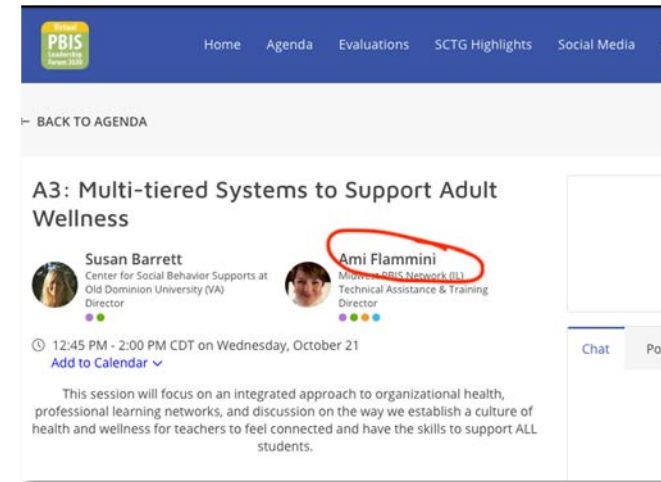 Virtual
PBIS
Leadership
Forum 2020
Home Agenda Evaluations SCTG Highlights Social Media
BACK TO AGENDA
A3: Multi-tiered Systems to Support Adult
Wellness
Susan Barrett
Center for Social Behavior Supports at
Old Dominion University (VA)
Director
Ami Flammini
Midwest PBIS Network (IL)
Technical Assistance & Training
Director
12:45 PM - 2:00 PM CDT on Wednesday, October 21
Add to Calendar
Chat Po
This session will focus on an integrated approach to organizational health,
professional learning networks, and discussion on the way we establish a culture of
health and wellness for teachers to feel connected and have the skills to support ALL
students.